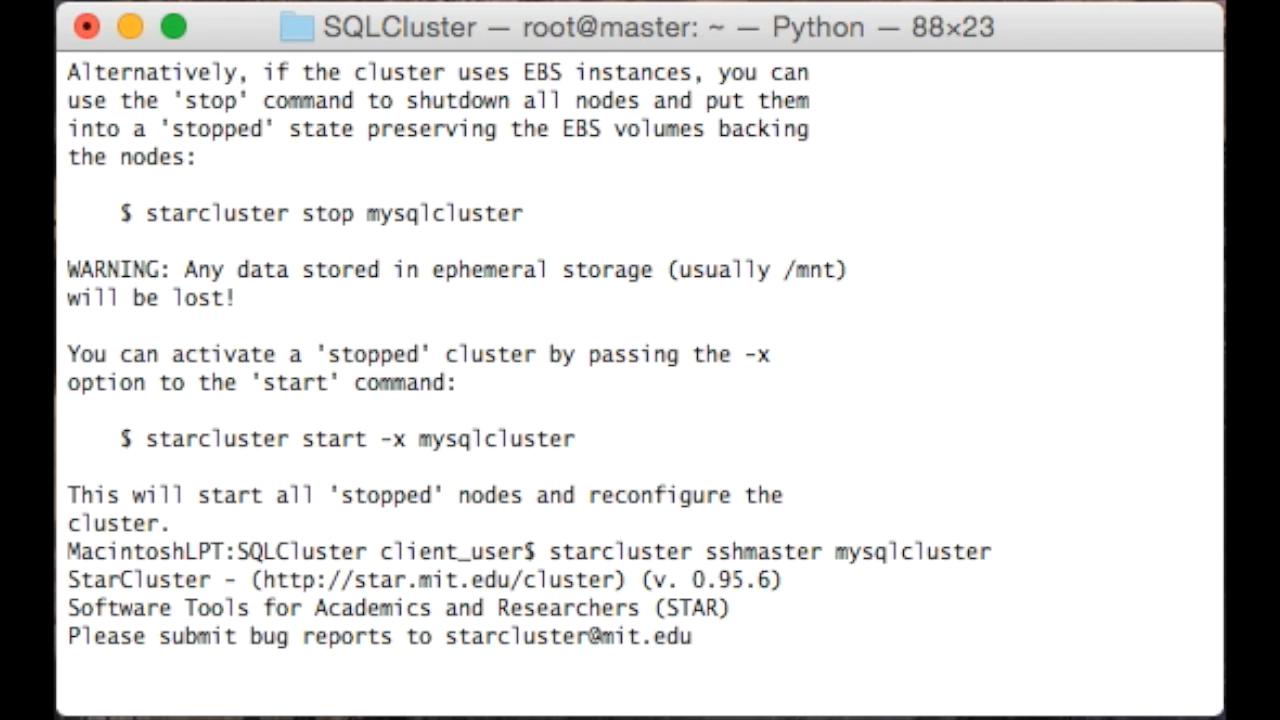 SQLCluster — root@master: ~ — Python — 88×23
Alternatively, if the cluster uses EBS instances, you can
use the 'stop' command to shutdown all nodes and put them
into a 'stopped' state preserving the EBS volumes backing
the nodes:
$ starcluster stop mysqlcluster
WARNING: Any data stored in ephemeral storage (usually /mnt)
will be lost!
You can activate a 'stopped' cluster by passing the -x
option to the 'start' command:
$ starcluster start -x mysqlcluster
This will start all 'stopped' nodes and reconfigure the
cluster.
MacintoshLPT:SQLCluster client_user$ starcluster sshmaster mysqlcluster
StarCluster - (http://star.mit.edu/cluster) (v. 0.95.6)
Software Tools for Academics and Researchers (STAR)
Please submit bug reports to starcluster@mit.edu